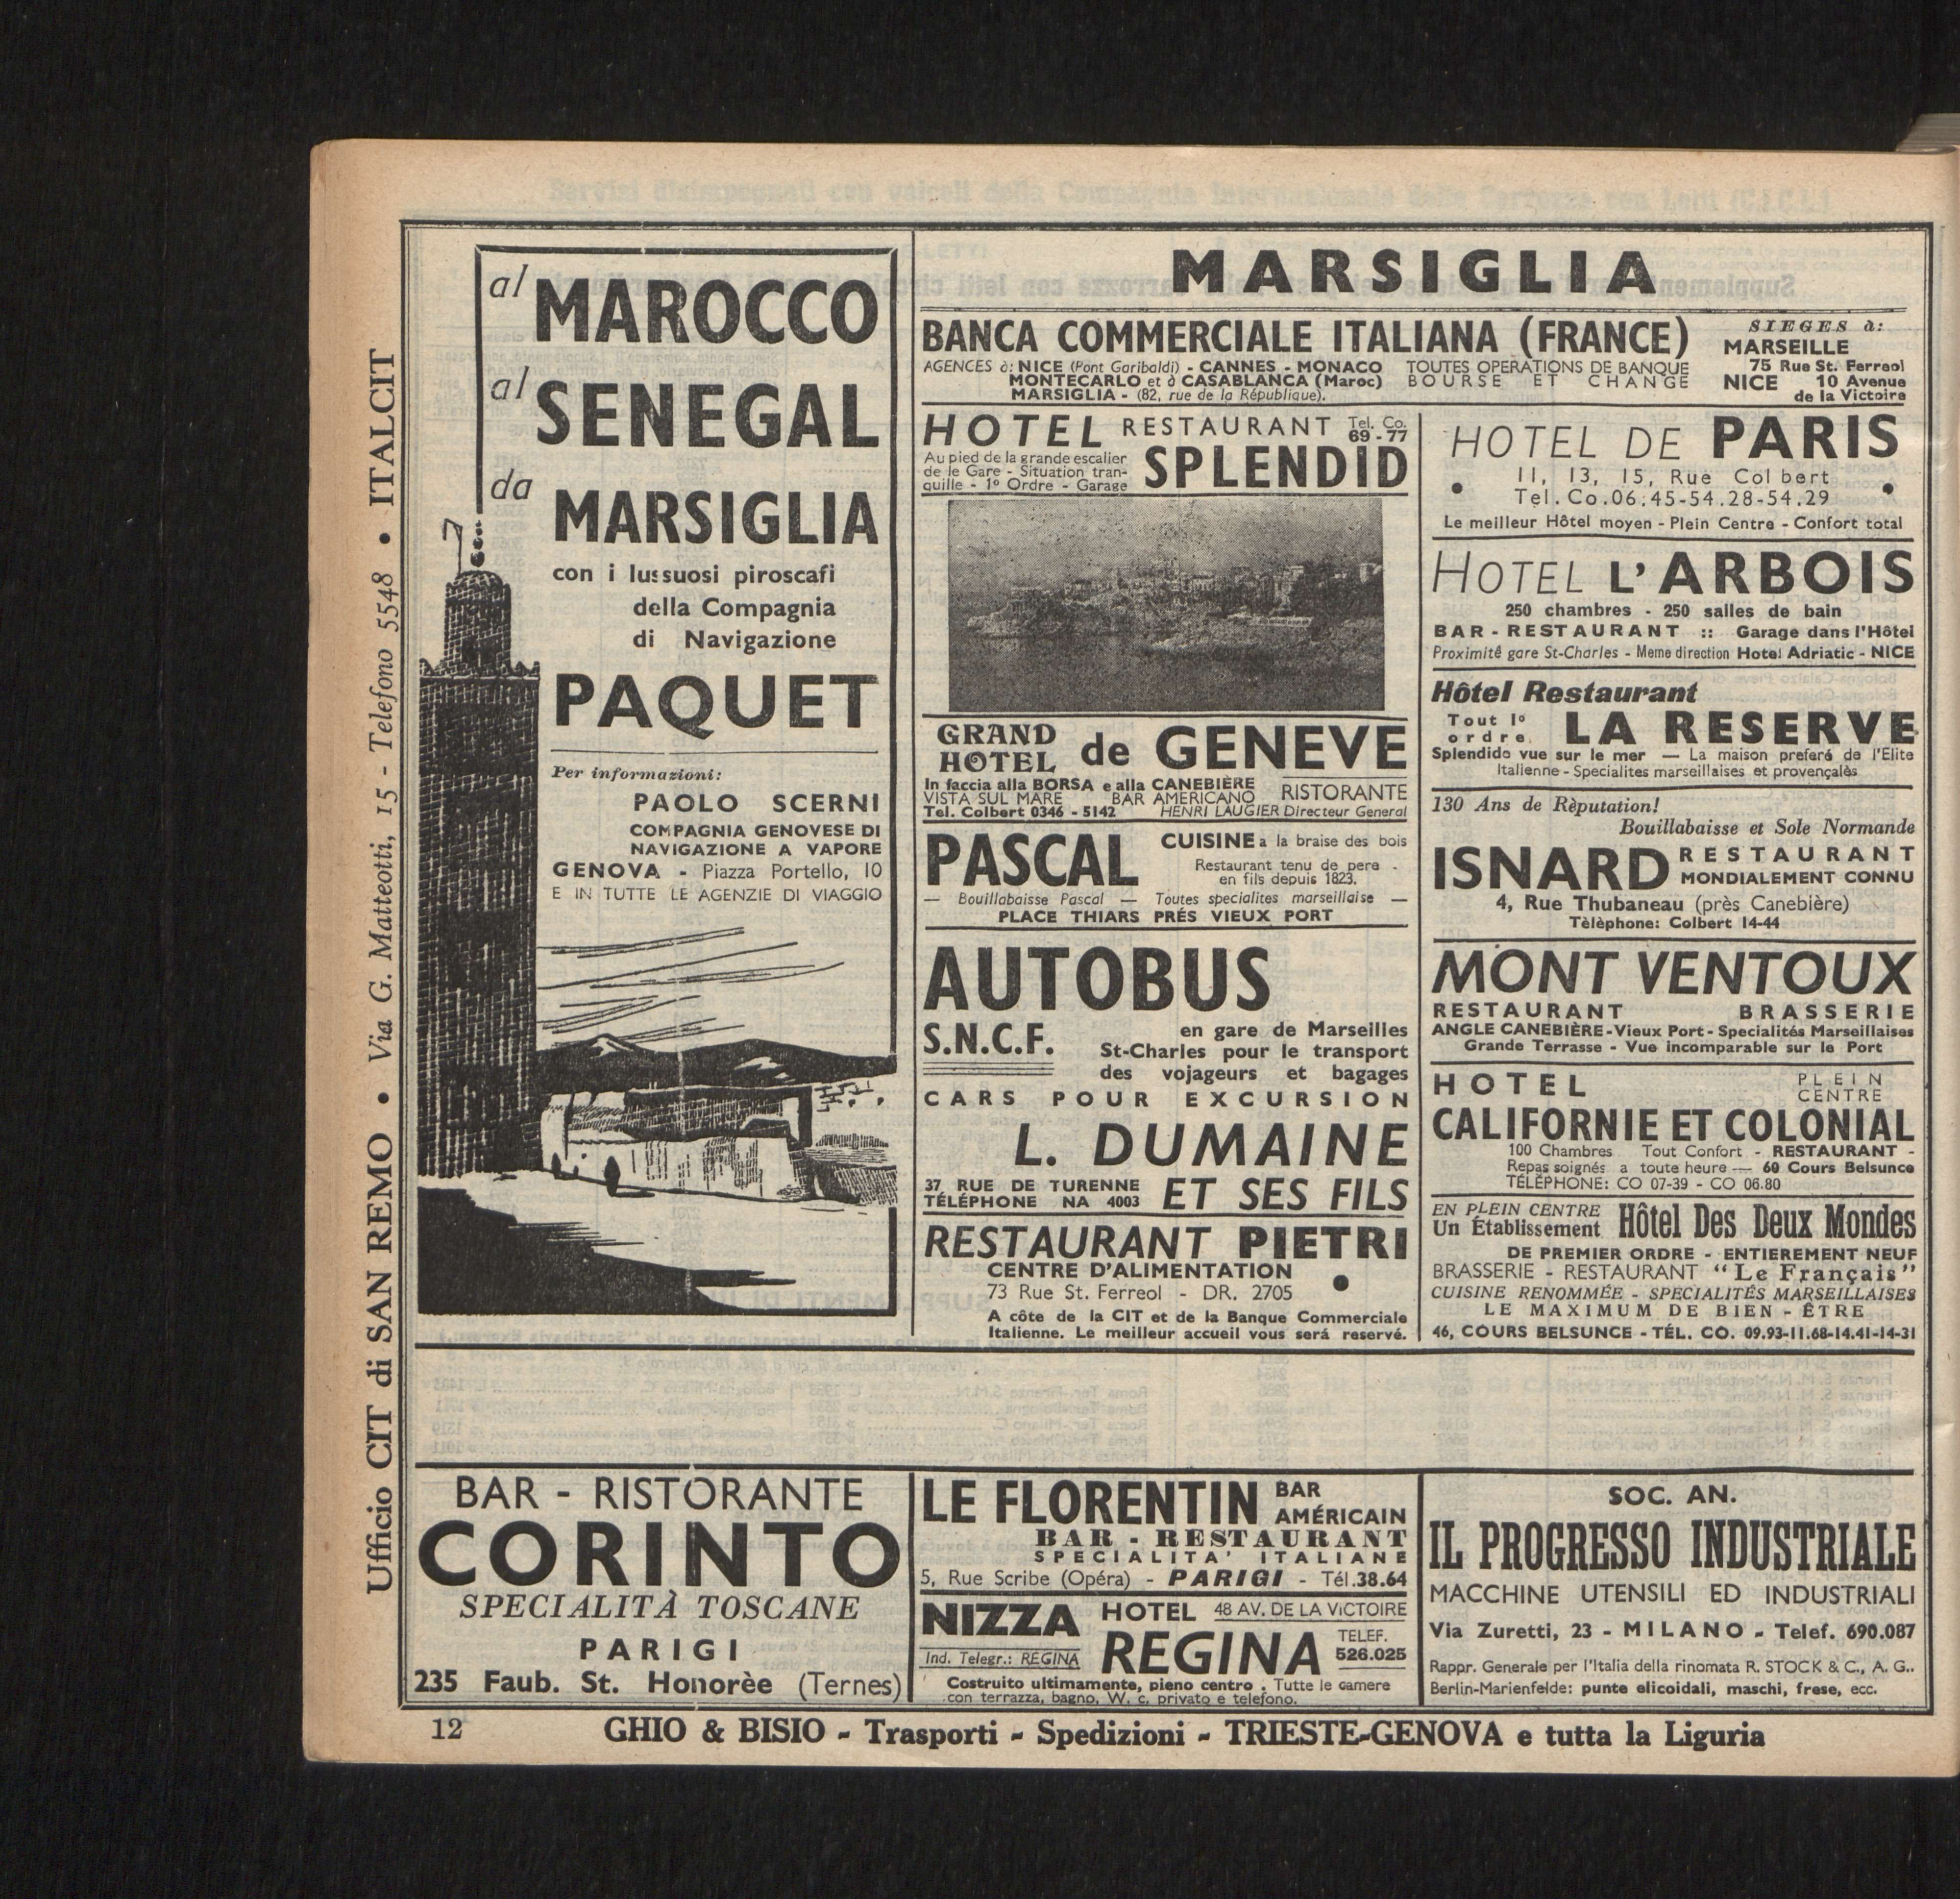 Ufficio CIT di SAN REMO • Via G. Matteotti, 15 - Telefono 5548 • ITALCIT
al MAROCCO
al SENEGAL
da MARSIGLIA
con i lussuosi piroscafi
della Compagnia
di Navigazione
PAQUET
Per informazioni:
PAOLO SCERNI
COMPAGNIA GENOVESE DI
NAVIGAZIONE A VAPORE
GENOVA - Piazza Portello, 10
E IN TUTTE LE AGENZIE DI VIAGGIO
MARSIGLIA
BANCA COMMERCIALE ITALIANA (FRANCE)
AGENCES à: NICE (Pont Garibaldi) - CANNES - MONACO
MONTECARLO et à CASABLANCA (Maroc)
MARSIGLIA - (82, rue de la République).
TOUTES OPERATIONS DE BANQUE
BOURSE ET CHANGE
SIEGES à:
MARSEILLE
75 Rue St. Ferreol
NICE 10 Avenue
de la Victoire
HOTEL RESTAURANT Tel. Co.
69-77
Au pied de la grande escalier
de le Gare - Situation tran-
quille - 1º Ordre - Garage
SPLENDID
GRAND
HOTEL de GENEVE
In faccia alla BORSA e alla CANEBIÈRE
VISTA SUL MARE BAR AMERICANO RISTORANTE
Tel. Colbert 0346 - 5142 HENRI LAUGIER Directeur General
PASCAL
CUISINE a la braise des bois
Restaurant tenu de pere -
en fils depuis 1823.
— Bouillabaisse Pascal — Toutes specialites marseillaise —
PLACE THIARS PRÉS VIEUX PORT
AUTOBUS
S.N.C.F.
en gare de Marseilles
St-Charles pour le transport
des vojageurs et bagages
CARS POUR EXCURSION
L. DUMAINE
37 RUE DE TURENNE
TÉLÉPHONE NA 4003
ET SES FILS
RESTAURANT PIETRI
CENTRE D'ALIMENTATION
73 Rue St. Ferreol - DR. 2705
A côte de la CIT et de la Banque Commerciale
Italienne. Le meilleur accueil vous será reservé.
HOTEL DE PARIS
11, 13, 15, Rue Colbert
Tel. Co. 06.45-54.28-54.29
Le meilleur Hôtel moyen - Plein Centre - Confort total
HOTEL L'ARBOIS
250 chambres - 250 salles de bain
BAR - RESTAURANT :: Garage dans l'Hôtel
Proximité gare St-Charles - Meme direction Hotel Adriatic - NICE
Hôtel Restaurant
Tout 1º
ordre.
LA RESERVE
Splendida vue sur le mer — La maison preferé de l'Elite
Italienne - Specialites marseillaises et provençalès
130 Ans de Rèputation!
Bouillabaisse et Sole Normande
ISNARD RESTAURANT
MONDIALEMENT CONNU
4, Rue Thubaneau (près Canebière)
Tèlèphone: Colbert 14-44
MONT VENTOUX
RESTAURANT BRASSERIE
ANGLE CANEBIÈRE - Vieux Port - Specialités Marseillaises
Grande Terrasse - Vue incomparable sur le Port
HOTEL PLEIN
CENTRE
CALIFORNIE ET COLONIAL
100 Chambres Tout Confort - RESTAURANT -
Repas soignés a toute heure — 60 Cours Belsunce
TÉLÉPHONE: CO 07-39 - CO 06.80
EN PLEIN CENTRE
Un Établissement
Hôtel Des Deux Mondes
DE PREMIER ORDRE - ENTIEREMENT NEUF
BRASSERIE - RESTAURANT “Le Français”
CUISINE RENOMMÉE - SPECIALITÉS MARSEILLAISES
LE MAXIMUM DE BIEN - ÊTRE
46, COURS BELSUNCE - TÉL. CO. 09.93-11.68-14.41-14-31
BAR - RISTORANTE
CORINTO
SPECIALITÀ TOSCANE
PARIGI
235 Faub. St. Honorèe (Ternes)
LE FLORENTIN BAR
AMÉRICAIN
BAR - RESTAURANT
SPECIALITA' ITALIANE
5, Rue Scribe (Opéra) - PARIGI - Tél.38.64
NIZZA HOTEL 48 AV. DE LA VICTOIRE
Ind. Telegr.: REGINA
REGINA
TELEF.
526.025
Costruito ultimamente, pieno centro. Tutte le camere
con terrazza, bagno, W. c. privato e telefono.
SOC. AN.
IL PROGRESSO INDUSTRIALE
MACCHINE UTENSILI ED INDUSTRIALI
Via Zuretti, 23 - MILANO - Telef. 690.087
Rappr. Generale per l'Italia della rinomata R. STOCK & C., A. G..
Berlin-Marienfelde: punte elicoidali, maschi, frese, ecc.
12
GHIO & BISIO - Trasporti - Spedizioni - TRIESTE-GENOVA e tutta la Liguria